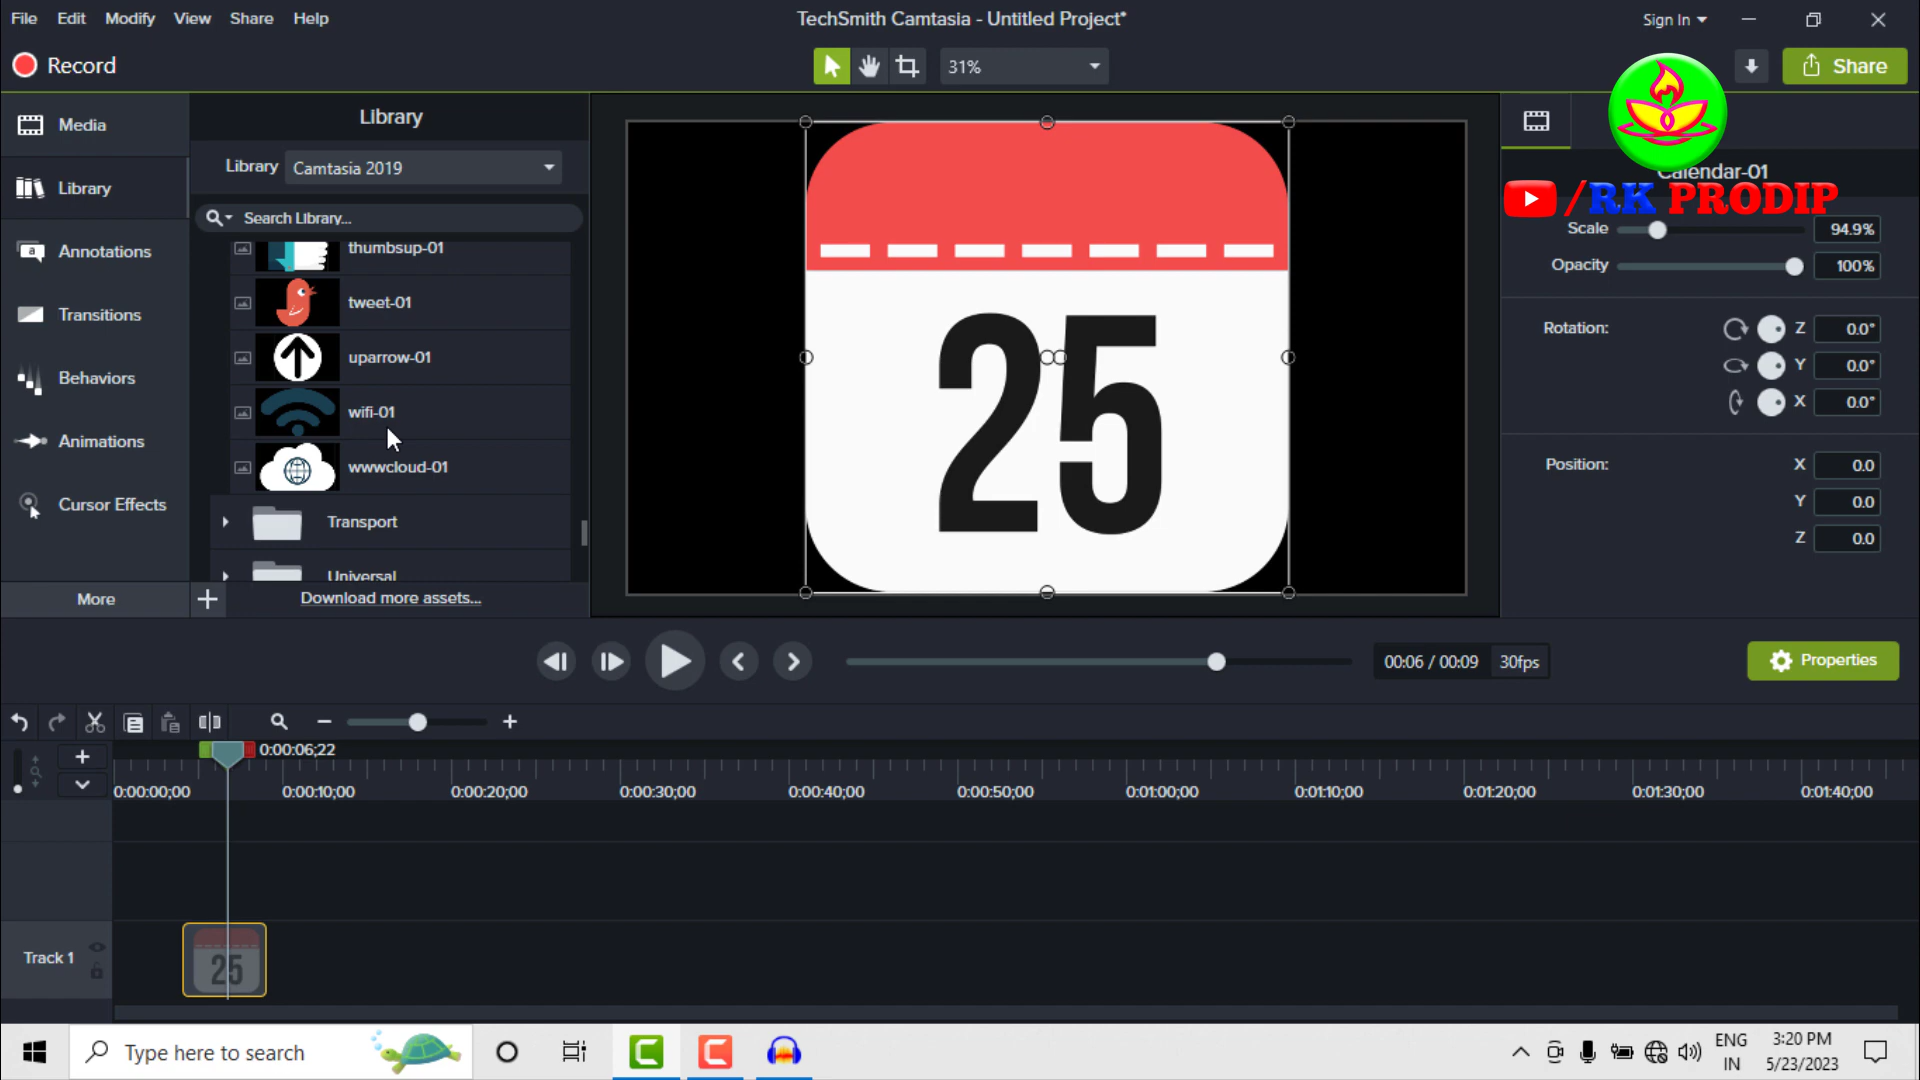 File Edit Modify View Share Help
TechSmith Camtasia - Untitled Project*
Sign In
Record
31%
Share
Media
Library
Library
Library
Camtasia 2019
Annotations
Search Library...
Transitions
Behaviors
Animations
Cursor Effects
More
thumbsup-01
tweet-01
uparrow-01
wifi-01
wwwcloud-01
Transport
Universal
Download more assets...
25
Calendar-01
/RK PRODIP
Scale 94.9%
Opacity 100%
Rotation: Z 0.0°
Y 0.0°
X 0.0°
Position: X 0.0
Y 0.0
Z 0.0
00:06 / 00:09 30fps
Properties
0:00:06;22
0:00:00;00 0:00:10;00 0:00:20;00 0:00:30;00 0:00:40;00 0:00:50;00 0:01:00;00 0:01:10;00 0:01:20;00 0:01:30;00 0:01:40;00
Track 1
25
Type here to search
ENG
IN
3:20 PM
5/23/2023